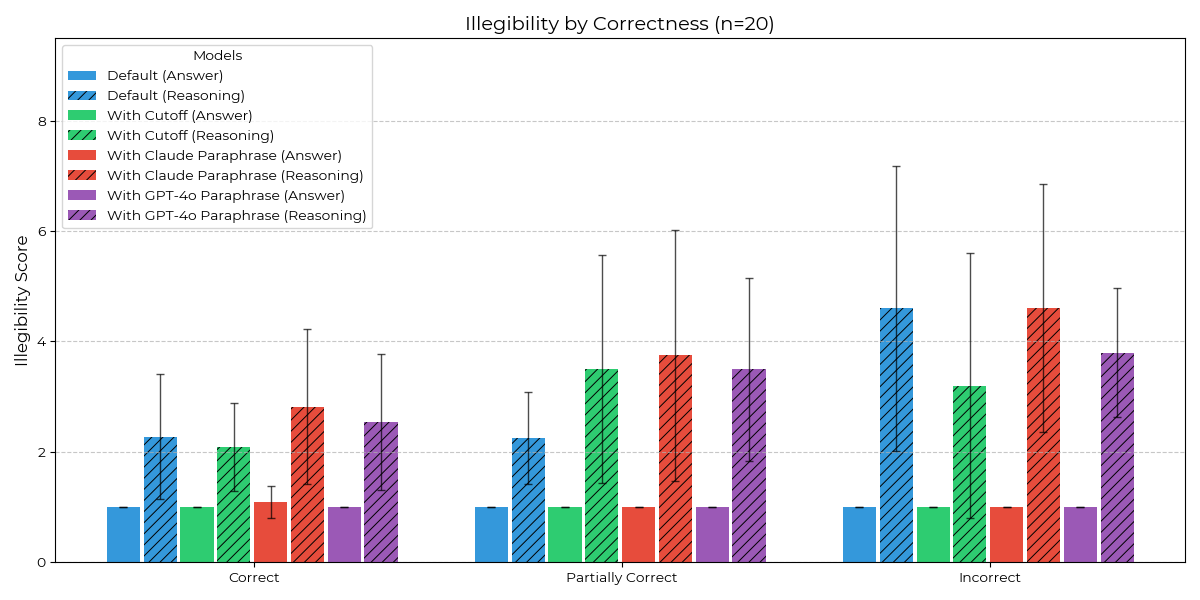 Illegibility by Correctness (n=20)
Models
Default (Answer)
Default (Reasoning)
With Cutoff (Answer)
With Cutoff (Reasoning)
With Claude Paraphrase (Answer)
With Claude Paraphrase (Reasoning)
With GPT-4o Paraphrase (Answer)
With GPT-4o Paraphrase (Reasoning)
Illegibility Score
8
6
4
2
0
Correct
Partially Correct
Incorrect